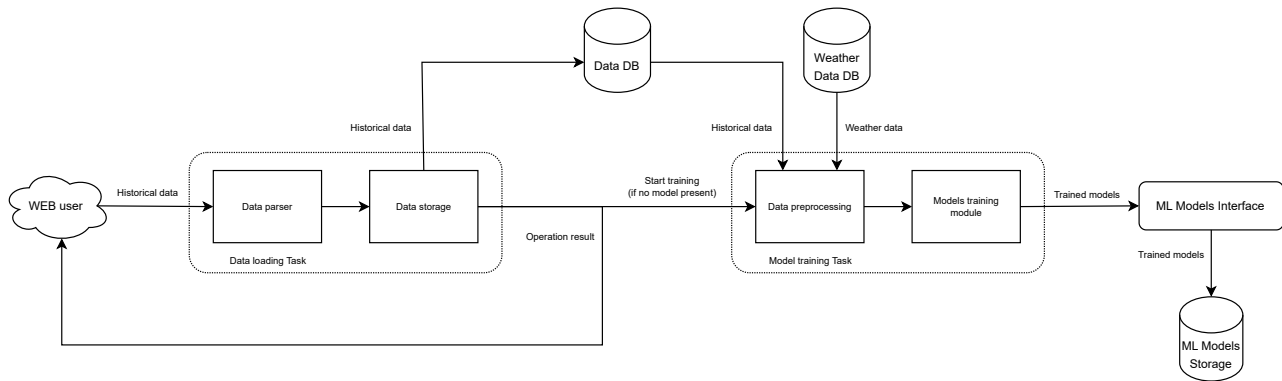 Data DB
Weather
Data DB
Historical data
Historical data
Weather data
WEB user
Historical data
Data parser
Data storage
Start training
(if no model present)
Data preprocessing
Models training
module
Trained models
ML Models Interface
Operation result
Data loading Task
Model training Task
Trained models
ML Models
Storage